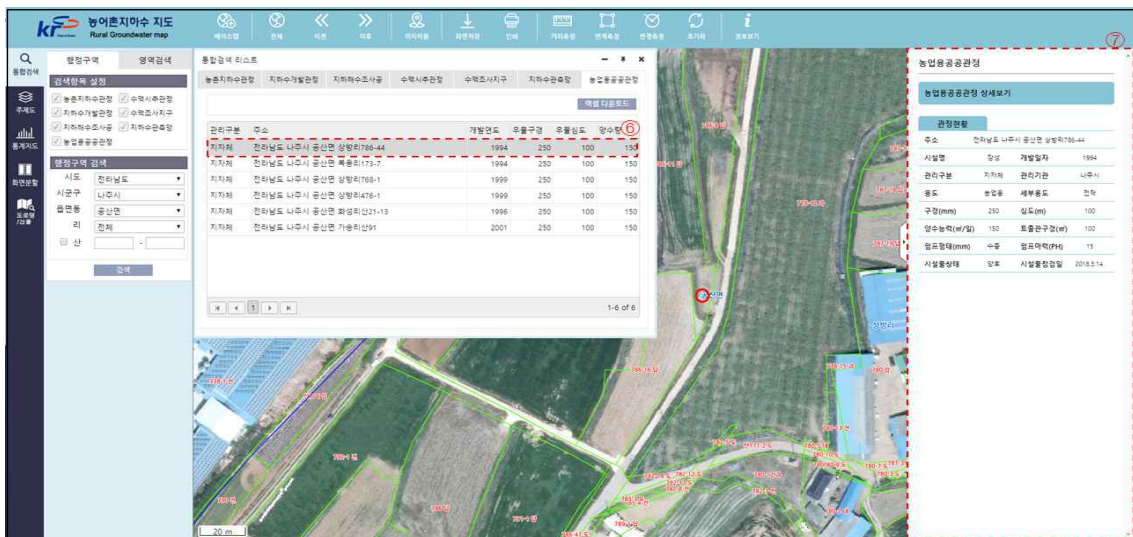 농어촌지하수 지도
Rural Groundwater map
베이스맵
전체
이전
이후
위치이동
화면저장
인쇄
거리측정
면적측정
반경측정
초기화
정보보기
통합검색
주제도
통계지도
화면분할
도로명
/건물
행정구역 영역검색
검색항목 설정
농촌지하수관정 수맥시추관정
지하수개발관정 수맥조사지구
지하해수조사공 지하수관측망
농업용공공관정
행정구역 검색
시도 전라남도
시군구 나주시
읍면동 공산면
리 전체
산 -
검색
통합검색 리스트
농촌지하수관정 지하수개발관정 지하해수조사공 수맥시추관정 수맥조사지구 지하수관측망 농업용공공관정
엑셀 다운로드
관리구분 주소 개발연도 우물구경 우물심도 양수량 ⑥
지자체 전라남도 나주시 공산면 상방리786-44 1994 250 100 150
지자체 전라남도 나주시 공산면 복용리173-7 1994 250 100 150
지자체 전라남도 나주시 공산면 상방리768-1 1999 250 100 150
지자체 전라남도 나주시 공산면 상방리476-1 1999 250 100 150
지자체 전라남도 나주시 공산면 화성리산21-13 1996 250 100 150
지자체 전라남도 나주시 공산면 가송리산91 2001 250 100 150
1
1-6 of 6
공산면
상방리
20 m
⑦
농업용공공관정
농업용공공관정 상세보기
관정현황
주소 전라남도 나주시 공산면 상방리786-44
시설명 장성 개발일자 1994
관리구분 지자체 관리기관 나주시
용도 농업용 세부용도 전작
구경(mm) 250 심도(m) 100
양수능력(㎥/일) 150 토출관구경(㎥) 100
펌프형태(mm) 수중 펌프마력(PH) 15
시설물상태 양호 시설물점검일 2018.5.14